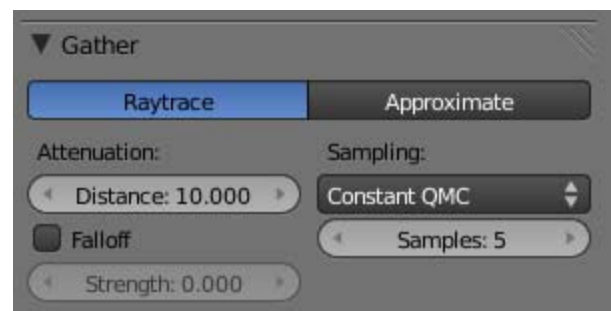 Gather
Raytrace Approximate
Attenuation: Sampling:
Distance: 10.000 Constant QMC
Falloff Samples: 5
Strength: 0.000